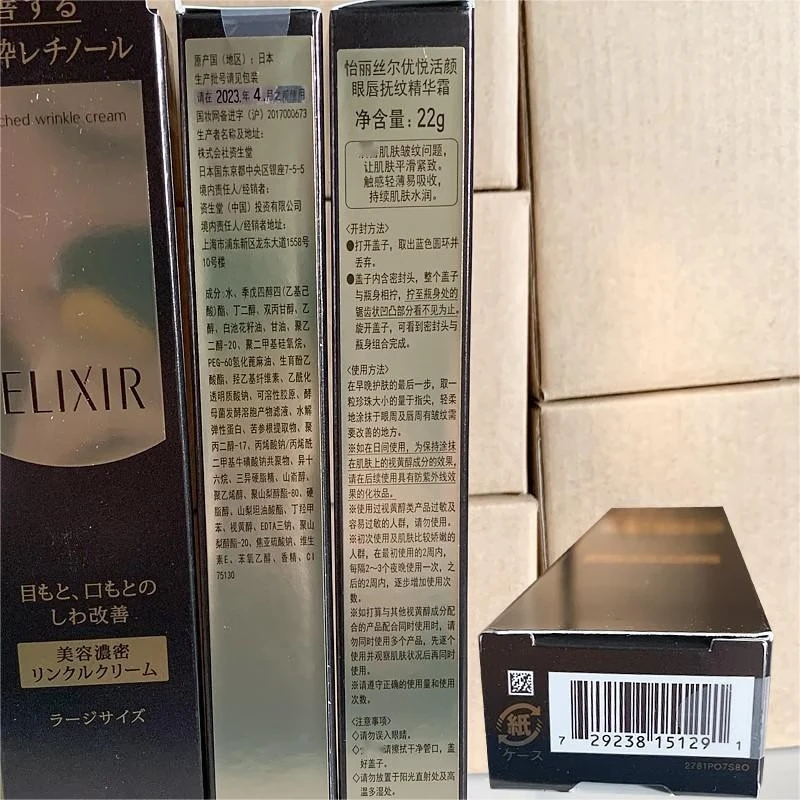 善する
粋レチノール
ched wrinkle cream
ELIXIR
目もと、口もとの
しわ改善
美容濃密
リンクルクリーム
ラージサイズ
原产国（地区）：日本
生产批号请见包装
请在 2023年 4月之前使用
国妆网备进字（沪）2017000673
生产者名称及地址：
株式会社资生堂
日本国东京都中央区银座7-5-5
境内责任人/经销者：
资生堂（中国）投资有限公司
境内责任人/经销者地址：
上海市浦东新区龙东大道1558号
10号楼
成分：水、季戊四醇四(乙基己
酸)酯、丁二醇、双丙甘醇、乙
醇、白池花籽油、甘油、聚乙
二醇-20、聚二甲基硅氧烷、
PEG-60氢化蓖麻油、生育酚乙
酸酯、羟乙基纤维素、乙酰化
透明质酸钠、可溶性胶原、酵
母菌发酵溶胞产物滤液、水解
弹性蛋白、苦参根提取物、聚
丙二醇-17、丙烯酸钠/丙烯酰
二甲基牛磺酸钠共聚物、异十
六烷、三异硬脂精、山嵛醇、
聚乙烯醇、聚山梨醇酯-80、硬
脂醇、山梨坦油酸酯、丁羟甲
苯、视黄醇、EDTA三钠、聚山
梨醇酯-20、焦亚硫酸钠、维生
素E、苯氧乙醇、香精、CI
75130
怡丽丝尔优悦活颜
眼唇抚纹精华霜
净含量：22g
肌肤皱纹问题，
让肌肤平滑紧致。
触感轻薄易吸收，
持续肌肤水润。
〈开封方法〉
●打开盖子，取出蓝色圆环并
丢弃。
●盖子内含密封头，整个盖子
与瓶身相拧，拧至瓶身处的
锯齿状凹凸部分看不见为止。
能开盖子，可看到密封头与
瓶身组合完成。
〈使用方法〉
在早晚护肤的最后一步，取一
粒珍珠大小的量于指尖，轻柔
地涂抹于眼周及唇周有皱纹需
要改善的地方。
※如在日间使用，为保持涂抹
在肌肤上的视黄醇成分的效果，
请在后续使用具有防紫外线效
果的化妆品。
※使用过视黄醇类产品过敏及
容易过敏的人群，请勿使用。
※初次使用及肌肤比较娇嫩的
人群，在最初使用的2周内，
每隔2～3个夜晚使用一次，之
后的2周内，逐步增加使用次
数。
※如打算与其他视黄醇成分配
合的产品配合同时使用时，请
勿同时使用多个产品，先逐个
使用并观察肌肤状况后再同时
使用。
※请遵守正确的使用量和使用
次数。
〈注意事项〉
◇请勿误入眼睛。
◇ 请擦拭干净管口，盖
好盖子。
◇请勿放置于阳光直射处及高
温多湿处。
紙
ケース
7 29238 15129 1
2781P07S80